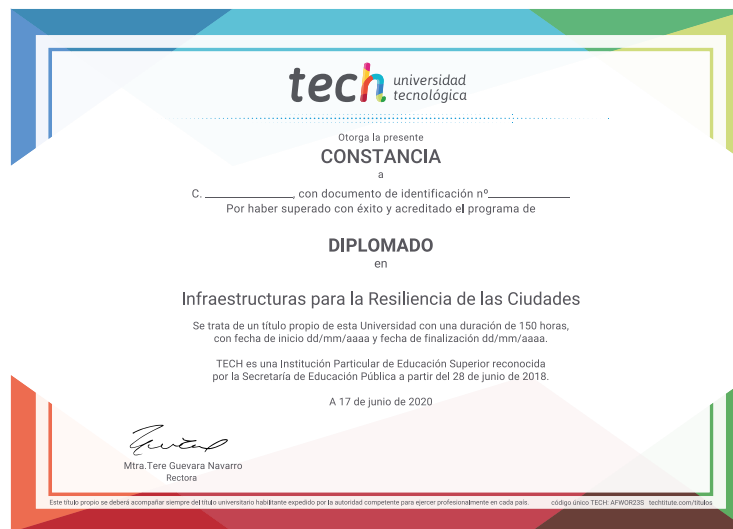 tech universidad
tecnológica
Otorga la presente
CONSTANCIA
a
C. ______________, con documento de identificación nº______________
Por haber superado con éxito y acreditado el programa de
DIPLOMADO
en
Infraestructuras para la Resiliencia de las Ciudades
Se trata de un título propio de esta Universidad con una duración de 150 horas,
con fecha de inicio dd/mm/aaaa y fecha de finalización dd/mm/aaaa.
TECH es una Institución Particular de Educación Superior reconocida
por la Secretaría de Educación Pública a partir del 28 de junio de 2018.
A 17 de junio de 2020
Mtra.Tere Guevara Navarro
Rectora
Este título propio se deberá acompañar siempre del título universitario habilitante expedido por la autoridad competente para ejercer profesionalmente en cada país. código único TECH: AFWOR23S techtitute.com/titulos